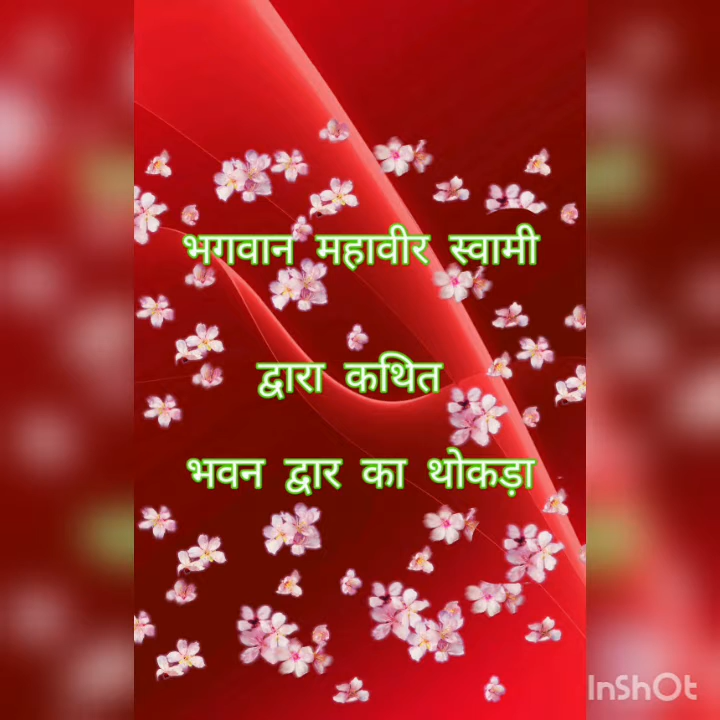 भगवान महावीर स्वामी
द्वारा कथित
भवन द्वार का थोकड़ा
InShOt